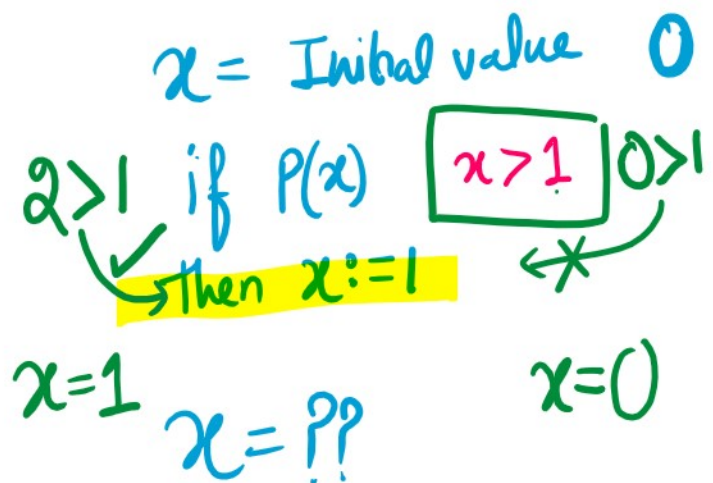 x = Initial value 0
2>1 if P(x) x>1 0>1
Then x:=1
x=1 x=0
x=??